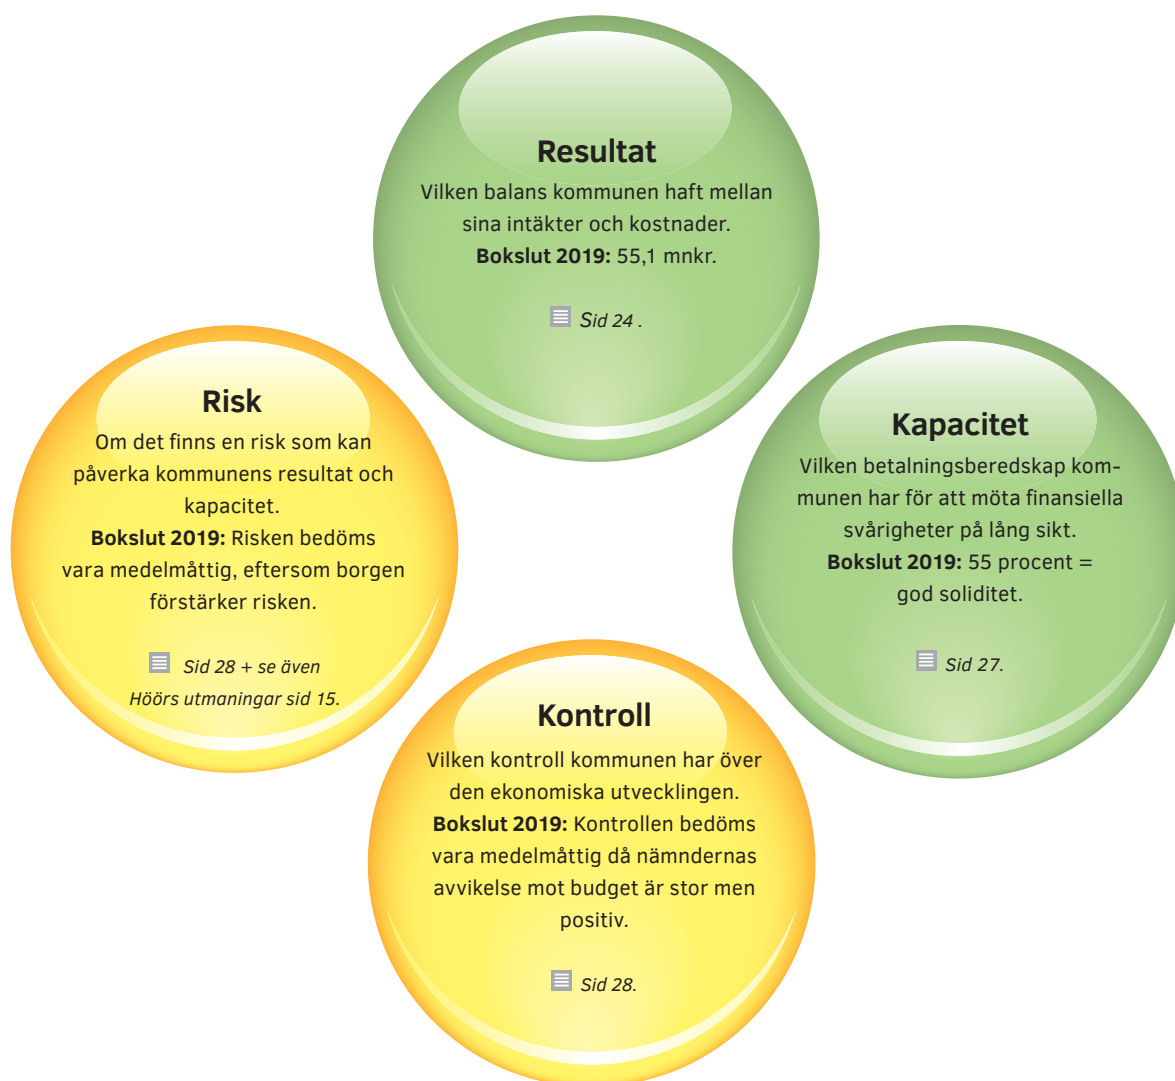 Resultat
Vilken balans kommunen haft mellan
sina intäkter och kostnader.
Bokslut 2019: 55,1 mnkr.
Sid 24 .
Risk
Om det finns en risk som kan
påverka kommunens resultat och
kapacitet.
Bokslut 2019: Risken bedöms
vara medelmåttig, eftersom borgen
förstärker risken.
Sid 28 + se även
Höörs utmaningar sid 15.
Kapacitet
Vilken betalningsberedskap kom-
munen har för att möta finansiella
svårigheter på lång sikt.
Bokslut 2019: 55 procent =
god soliditet.
Sid 27.
Kontroll
Vilken kontroll kommunen har över
den ekonomiska utvecklingen.
Bokslut 2019: Kontrollen bedöms
vara medelmåttig då nämndernas
avvikelse mot budget är stor men
positiv.
Sid 28.